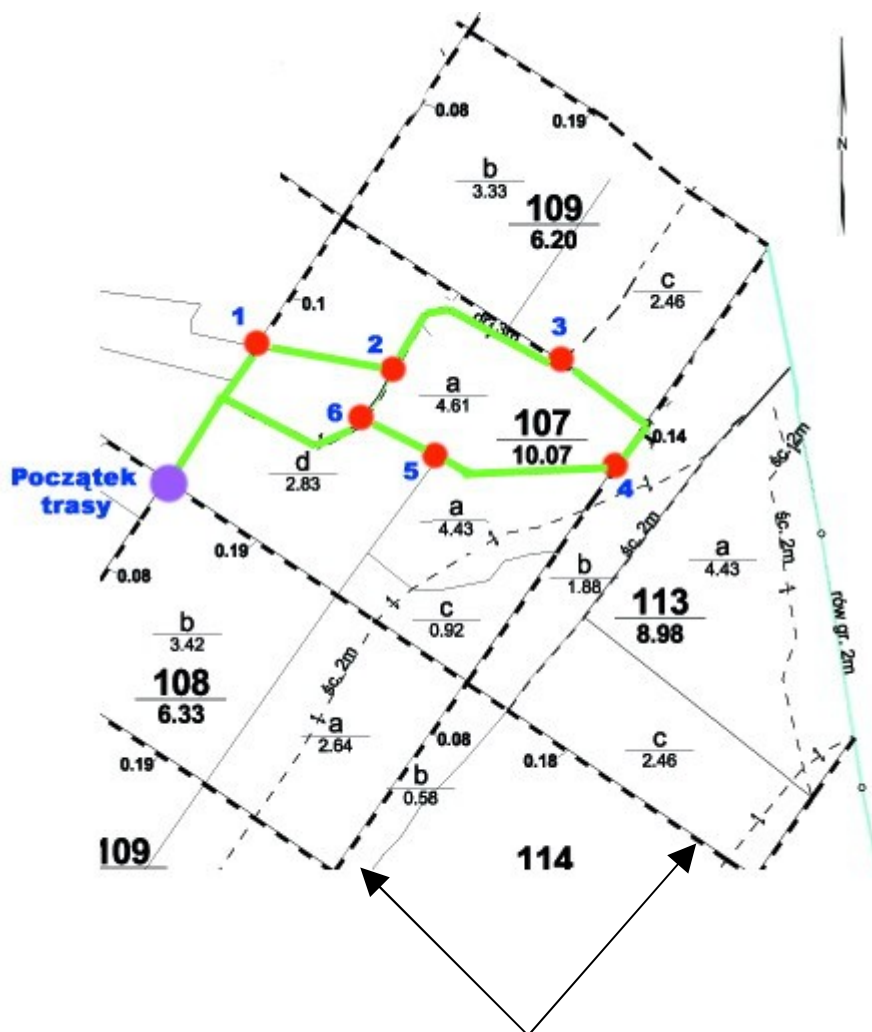 0.08
0.19
N
b
3.33
109
6.20
c
2.46
0.1
1
2
3
dr. 3m
a
4.61
6
107
10.07
0.14
śc. 2m
Początek
trasy
d
2.83
5
4
a
4.43
śc. 2m
śc. 2m
a
4.43
0.08
0.19
b
1.88
113
8.98
rów gr. 2m
c
0.92
b
3.42
108
6.33
śc. 2m
a
2.64
0.08
0.18
c
2.46
0.19
b
0.58
109
114